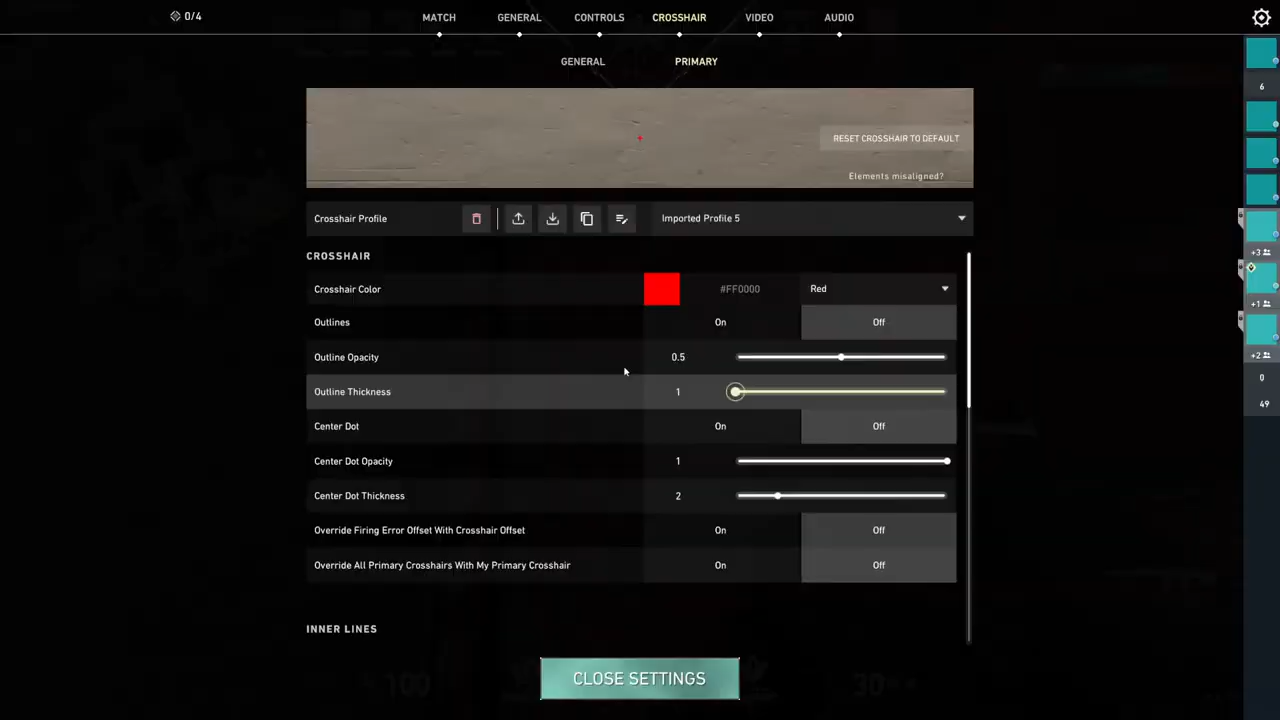 0/4
MATCH GENERAL CONTROLS CROSSHAIR VIDEO AUDIO
GENERAL PRIMARY
RESET CROSSHAIR TO DEFAULT
Elements misaligned?
Crosshair Profile Imported Profile 5
CROSSHAIR
Crosshair Color #FF0000 Red
Outlines On Off
Outline Opacity 0.5
Outline Thickness 1
Center Dot On Off
Center Dot Opacity 1
Center Dot Thickness 2
Override Firing Error Offset With Crosshair Offset On Off
Override All Primary Crosshairs With My Primary Crosshair On Off
INNER LINES
CLOSE SETTINGS
100
30
6
+3
+1
+2
0
49